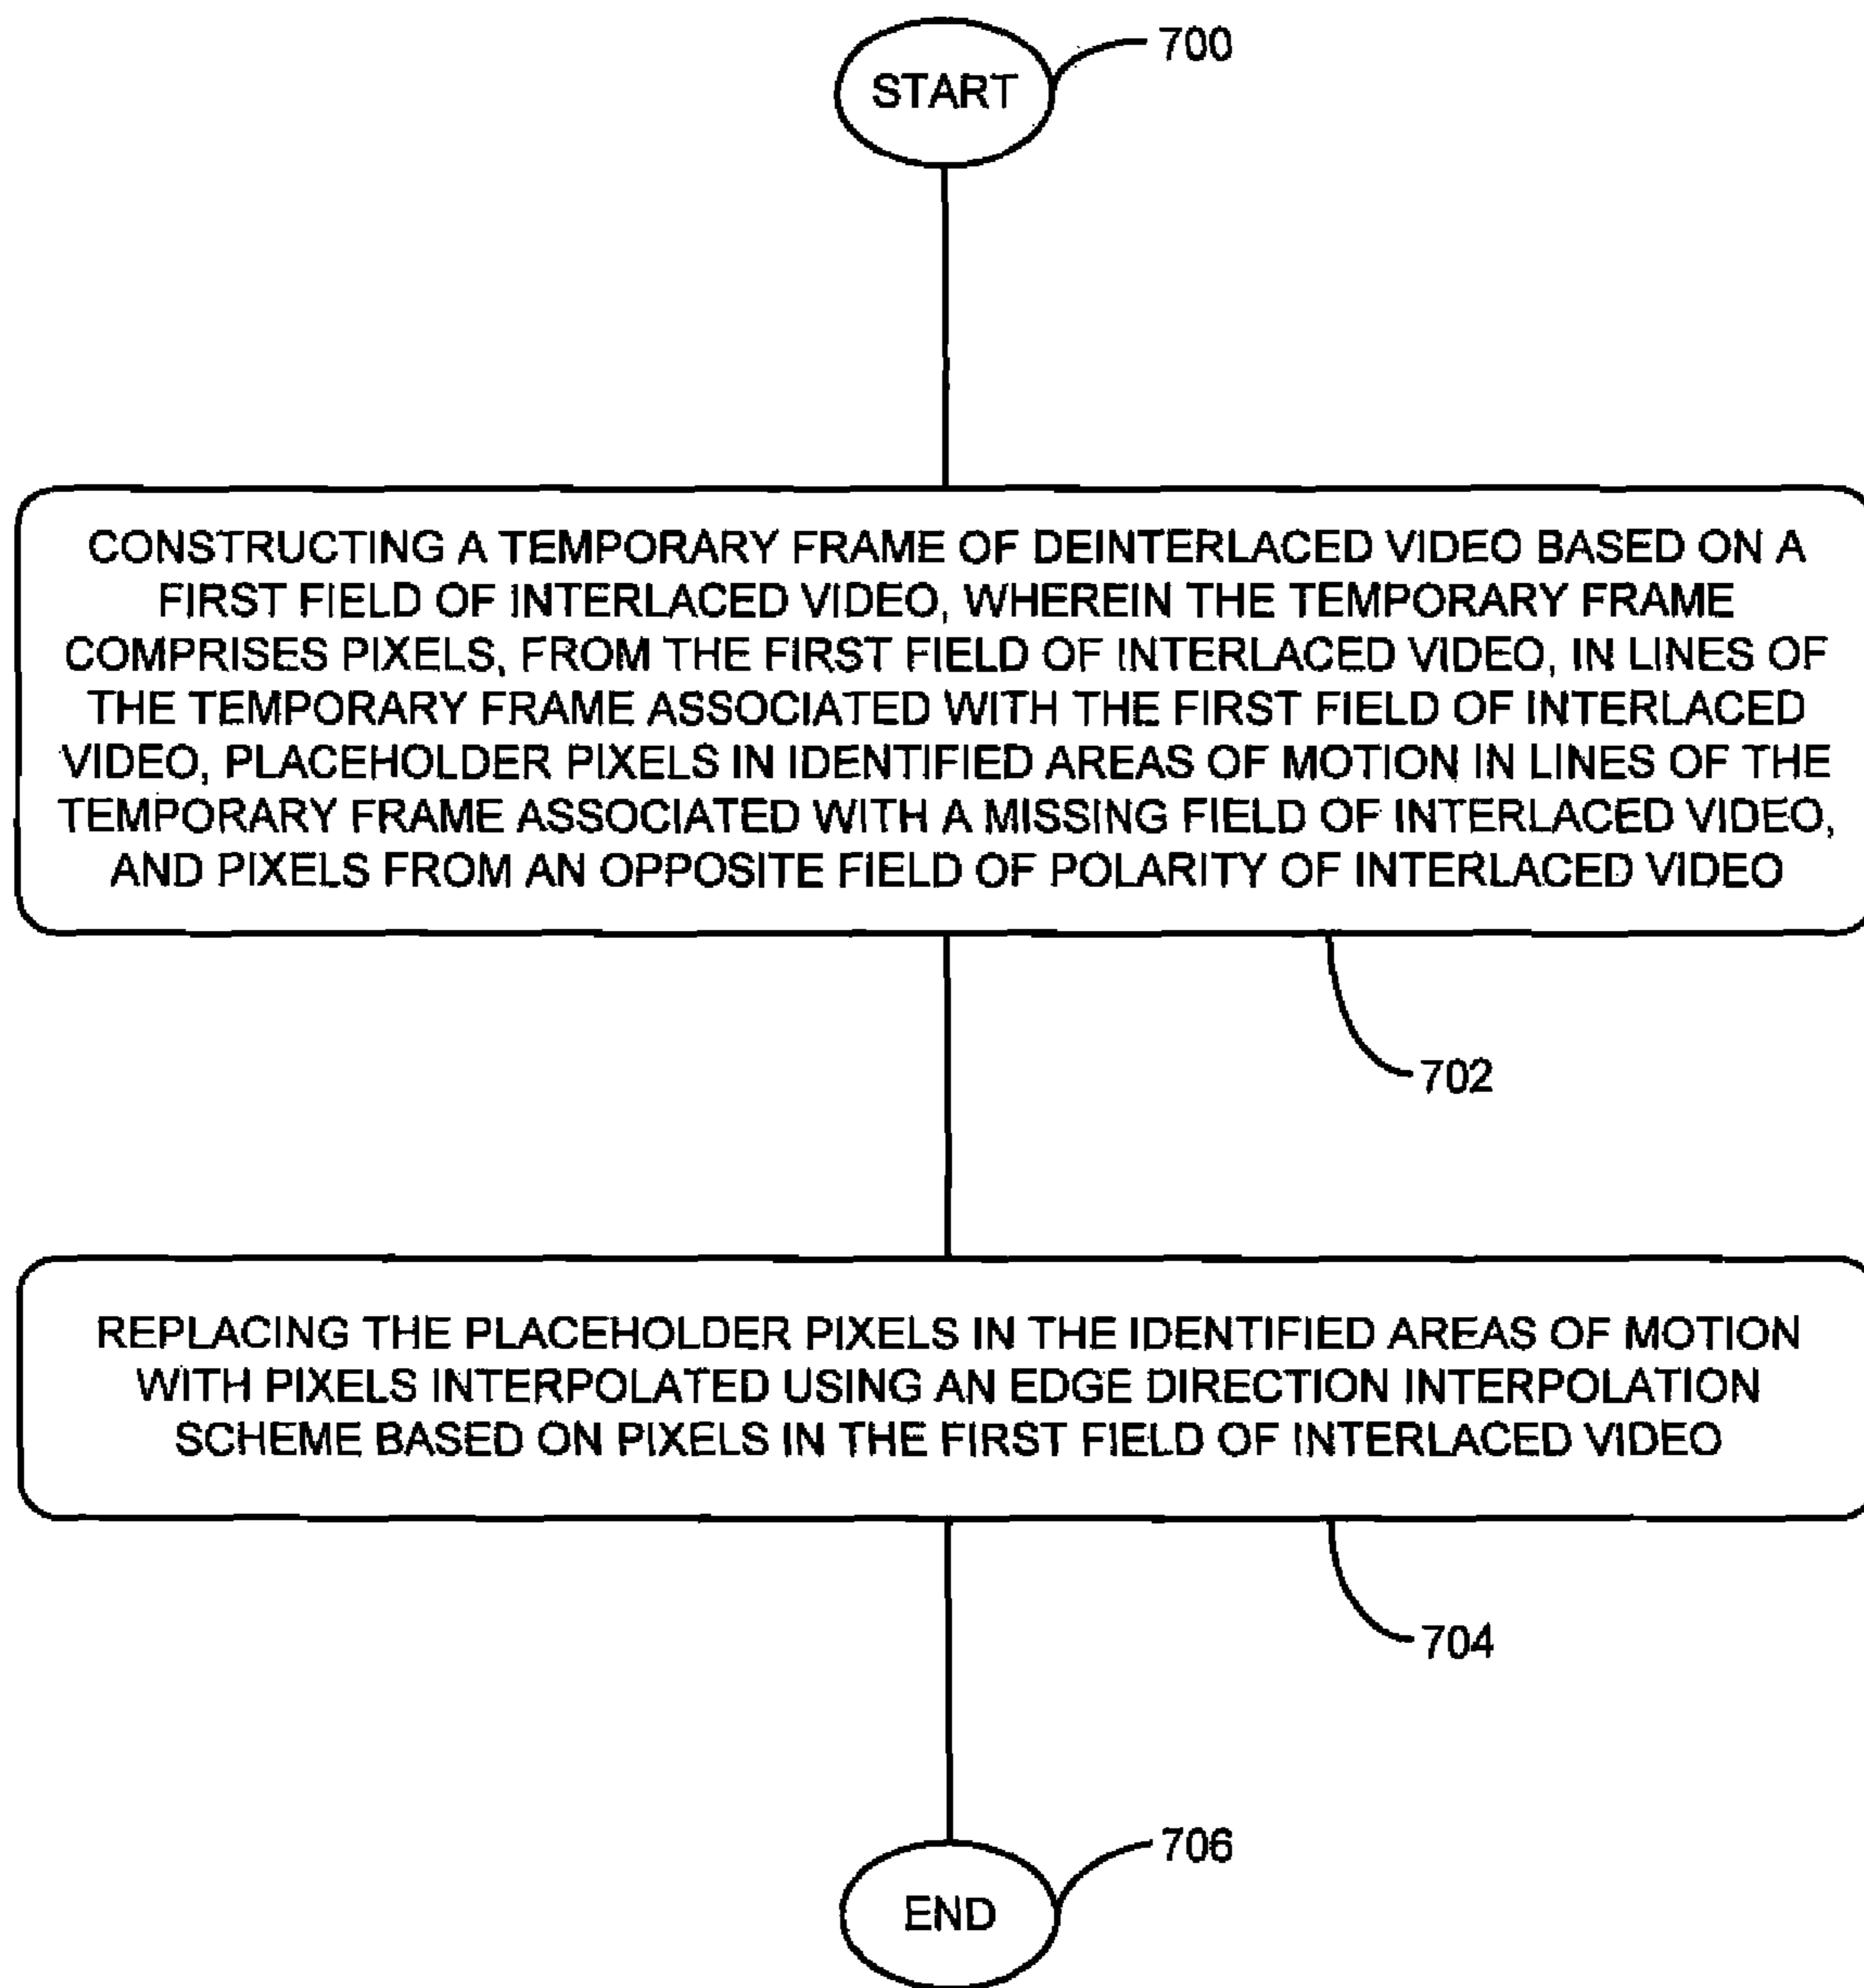 700
START
CONSTRUCTING A TEMPORARY FRAME OF DEINTERLACED VIDEO BASED ON A
FIRST FIELD OF INTERLACED VIDEO, WHEREIN THE TEMPORARY FRAME
COMPRISES PIXELS, FROM THE FIRST FIELD OF INTERLACED VIDEO, IN LINES OF
THE TEMPORARY FRAME ASSOCIATED WITH THE FIRST FIELD OF INTERLACED
VIDEO, PLACEHOLDER PIXELS IN IDENTIFIED AREAS OF MOTION IN LINES OF THE
TEMPORARY FRAME ASSOCIATED WITH A MISSING FIELD OF INTERLACED VIDEO,
AND PIXELS FROM AN OPPOSITE FIELD OF POLARITY OF INTERLACED VIDEO
702
REPLACING THE PLACEHOLDER PIXELS IN THE IDENTIFIED AREAS OF MOTION
WITH PIXELS INTERPOLATED USING AN EDGE DIRECTION INTERPOLATION
SCHEME BASED ON PIXELS IN THE FIRST FIELD OF INTERLACED VIDEO
704
706
END